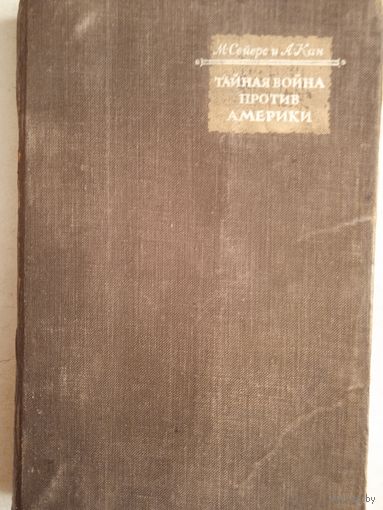 М. Сейерс и А. Кан
ТАЙНАЯ ВОЙНА
ПРОТИВ
АМЕРИКИ